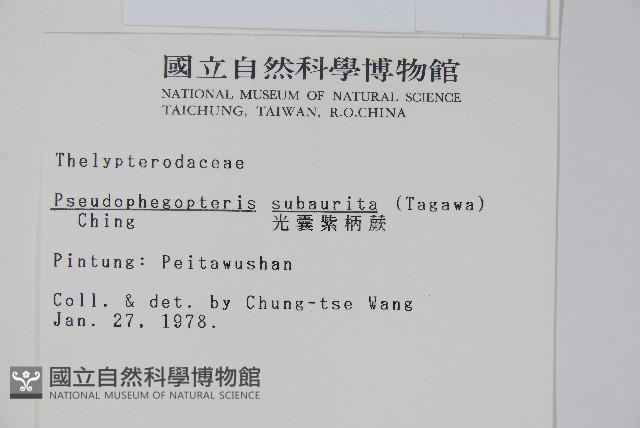 國立自然科學博物館
NATIONAL MUSEUM OF NATURAL SCIENCE
TAICHUNG, TAIWAN, R.O.CHINA
Thelypterodaceae
Pseudophegopteris subaurita (Tagawa)
Ching 光囊紫柄蕨
Pintung: Peitawushan
Coll. & det. by Chung-tse Wang
Jan. 27, 1978.
國立自然科學博物館
NATIONAL MUSEUM OF NATURAL SCIENCE